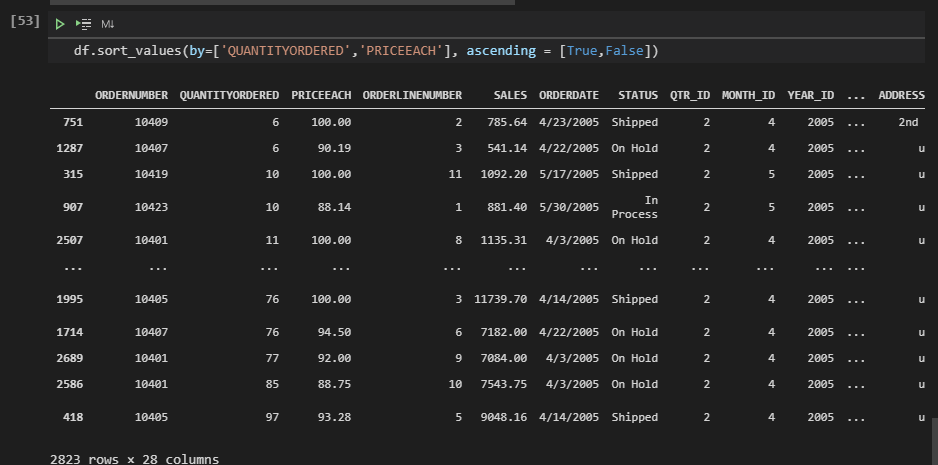 [53]
M↓
df.sort_values(by=['QUANTITYORDERED','PRICEEACH'], ascending = [True,False])
ORDERNUMBER QUANTITYORDERED PRICEEACH ORDERLINENUMBER SALES ORDERDATE STATUS QTR_ID MONTH_ID YEAR_ID ... ADDRESS
751 10409 6 100.00 2 785.64 4/23/2005 Shipped 2 4 2005 ... 2nd
1287 10407 6 90.19 3 541.14 4/22/2005 On Hold 2 4 2005 ... u
315 10419 10 100.00 11 1092.20 5/17/2005 Shipped 2 5 2005 ... u
907 10423 10 88.14 1 881.40 5/30/2005 In Process 2 5 2005 ... u
2507 10401 11 100.00 8 1135.31 4/3/2005 On Hold 2 4 2005 ... u
... ... ... ... ... ... ... ... ... ... ... ...
1995 10405 76 100.00 3 11739.70 4/14/2005 Shipped 2 4 2005 ... u
1714 10407 76 94.50 6 7182.00 4/22/2005 On Hold 2 4 2005 ... u
2689 10401 77 92.00 9 7084.00 4/3/2005 On Hold 2 4 2005 ... u
2586 10401 85 88.75 10 7543.75 4/3/2005 On Hold 2 4 2005 ... u
418 10405 97 93.28 5 9048.16 4/14/2005 Shipped 2 4 2005 ... u
2823 rows × 28 columns